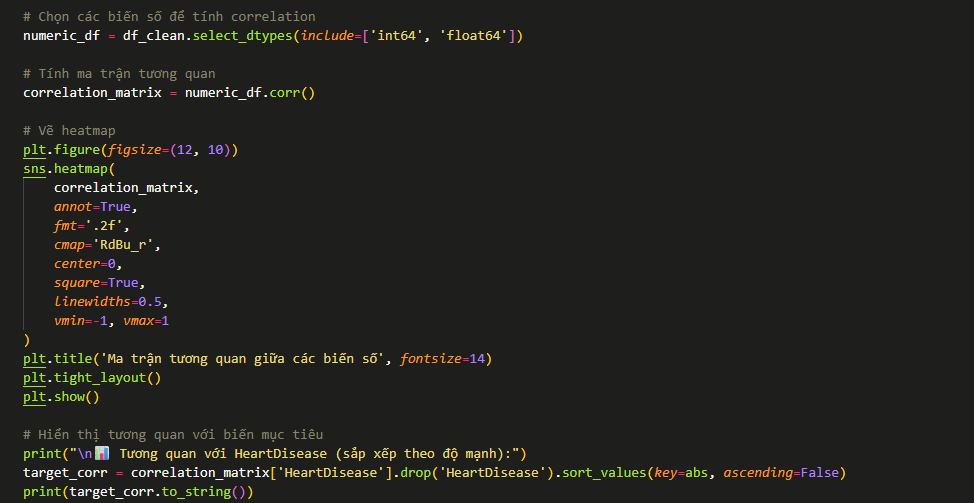 # Chọn các biến số để tính correlation
numeric_df = df_clean.select_dtypes(include=['int64', 'float64'])
# Tính ma trận tương quan
correlation_matrix = numeric_df.corr()
# Vẽ heatmap
plt.figure(figsize=(12, 10))
sns.heatmap(
    correlation_matrix,
    annot=True,
    fmt='.2f',
    cmap='RdBu_r',
    center=0,
    square=True,
    linewidths=0.5,
    vmin=-1, vmax=1
)
plt.title('Ma trận tương quan giữa các biến số', fontsize=14)
plt.tight_layout()
plt.show()
# Hiển thị tương quan với biến mục tiêu
print("\n📊 Tương quan với HeartDisease (sắp xếp theo độ mạnh):")
target_corr = correlation_matrix['HeartDisease'].drop('HeartDisease').sort_values(key=abs, ascending=False)
print(target_corr.to_string())